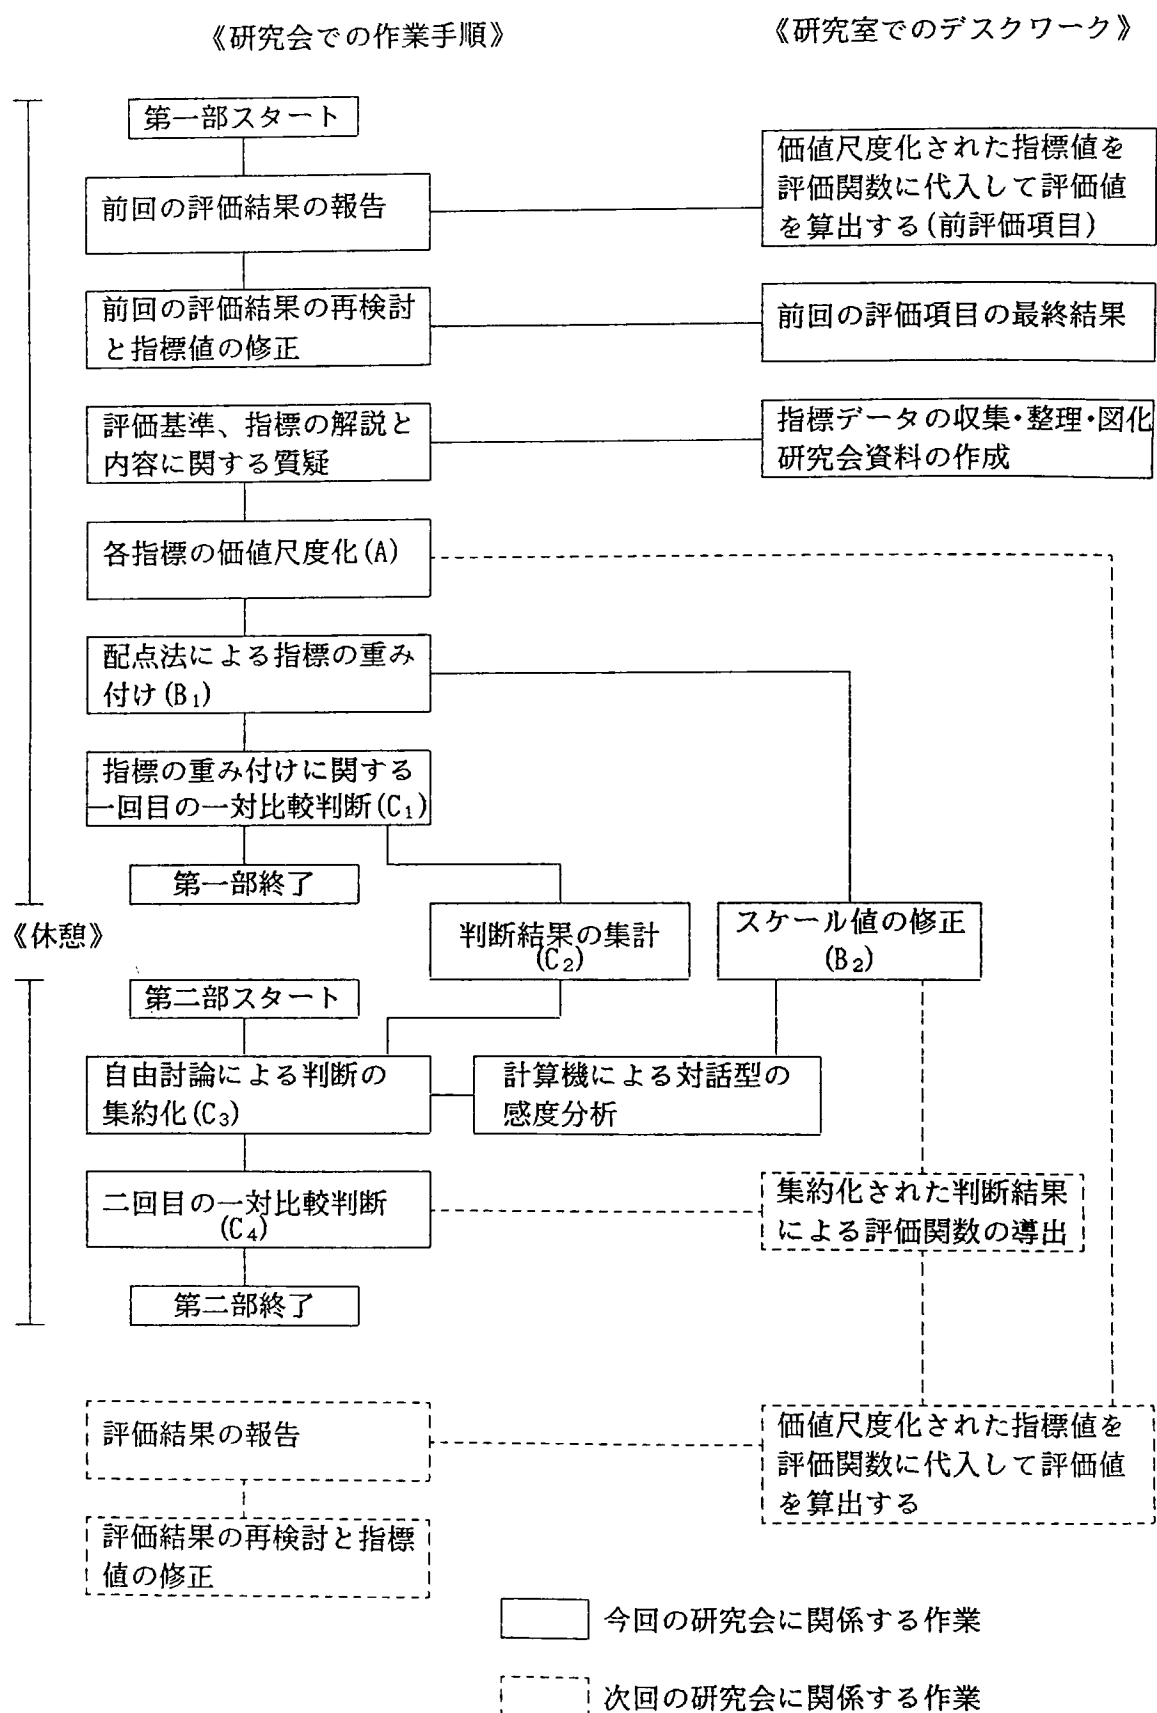 《研究会での作業手順》
《研究室でのデスクワーク》
第一部スタート
価値尺度化された指標値を
評価関数に代入して評価値
を算出する(前評価項目)
前回の評価結果の報告
前回の評価結果の再検討
と指標値の修正
前回の評価項目の最終結果
評価基準、指標の解説と
内容に関する質疑
指標データの収集・整理・図化
研究会資料の作成
各指標の価値尺度化(A)
配点法による指標の重み
付け(B₁)
指標の重み付けに関する
一回目の一対比較判断(C₁)
第一部終了
《休憩》
判断結果の集計
(C₂)
スケール値の修正
(B₂)
第二部スタート
自由討論による判断の
集約化(C₃)
計算機による対話型の
感度分析
二回目の一対比較判断
(C₄)
集約化された判断結果
による評価関数の導出
第二部終了
評価結果の報告
価値尺度化された指標値を
評価関数に代入して評価値
を算出する
評価結果の再検討と指標
値の修正
今回の研究会に関係する作業
次回の研究会に関係する作業